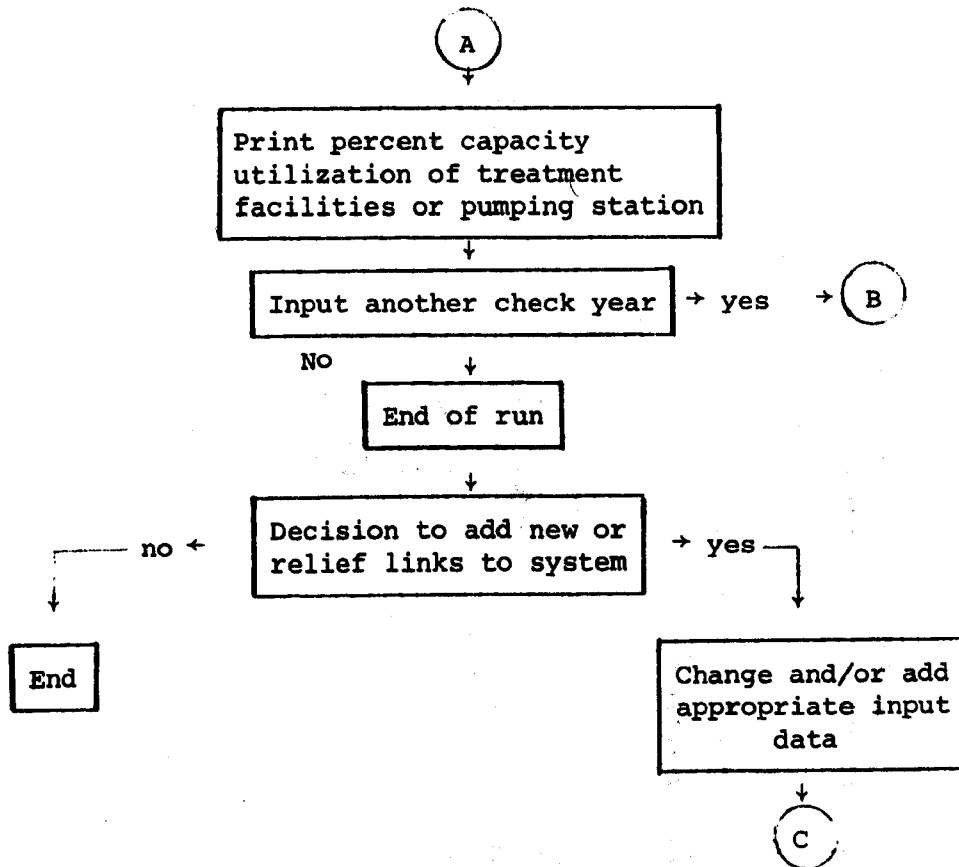 A
Print percent capacity
utilization of treatment
facilities or pumping station
Input another check year
yes
B
No
End of run
no
Decision to add new or
relief links to system
yes
End
Change and/or add
appropriate input
data
C